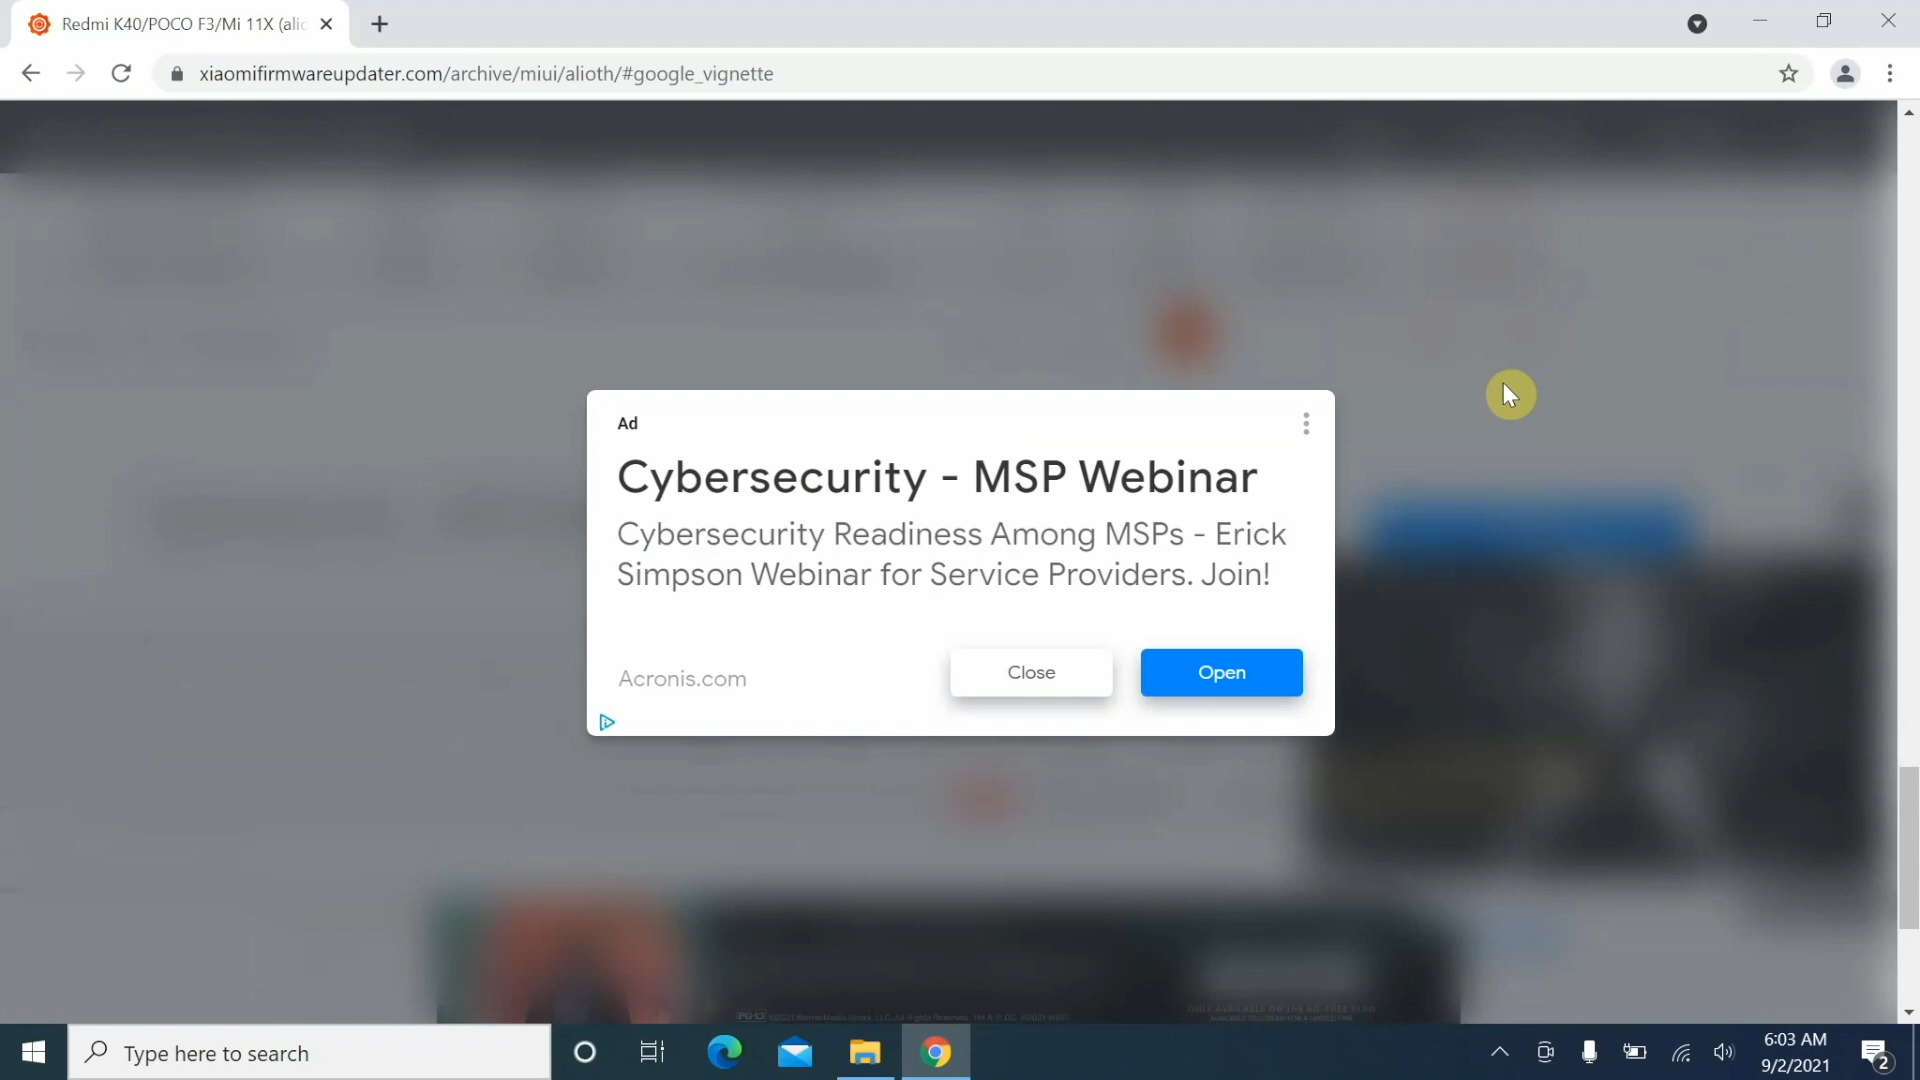 Redmi K40/POCO F3/Mi 11X (alio
xiaomifirmwareupdater.com/archive/miui/alioth/#google_vignette
Ad
Cybersecurity - MSP Webinar
Cybersecurity Readiness Among MSPs - Erick
Simpson Webinar for Service Providers. Join!
Acronis.com
Close
Open
Type here to search
6:03 AM
9/2/2021
2